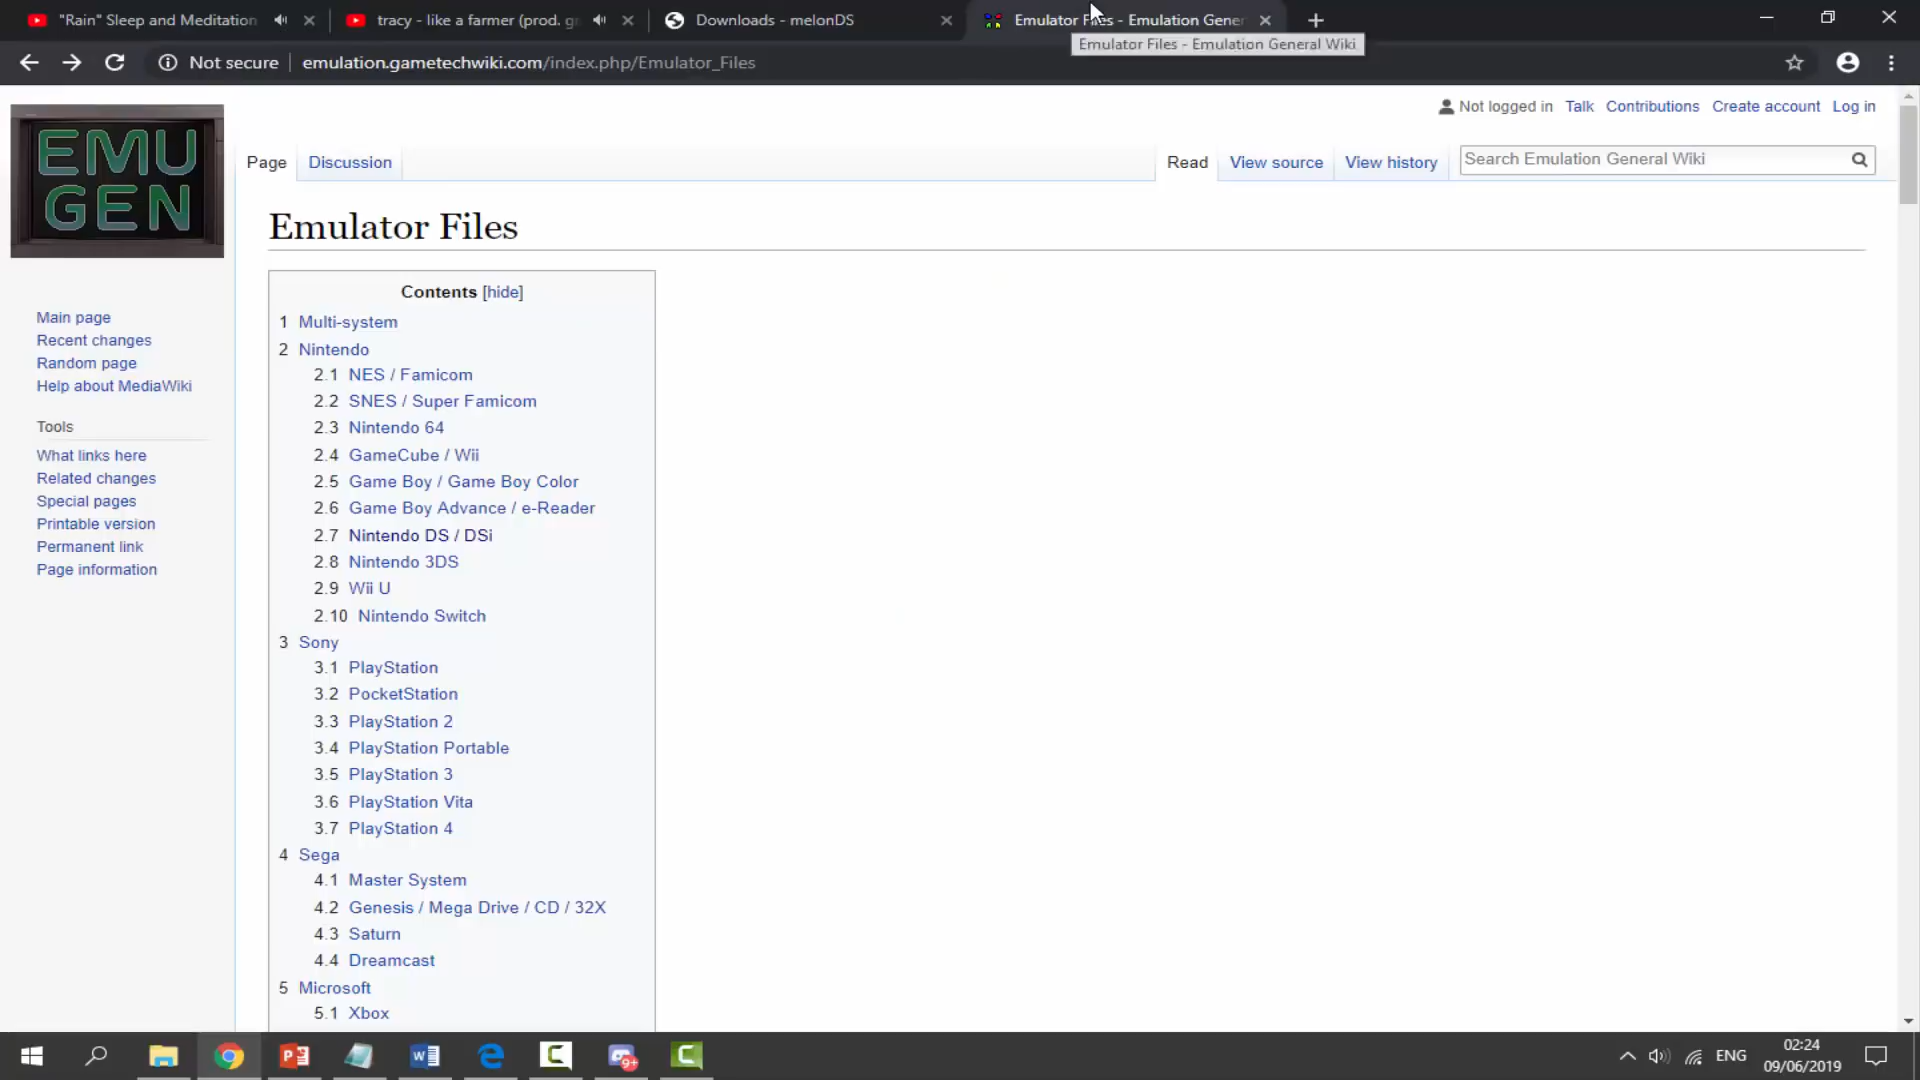 "Rain" Sleep and Meditation
tracy - like a farmer (prod. g
Downloads - melonDS
Emulator Files - Emulation Gener
Emulator Files - Emulation General Wiki
Not secure
emulation.gametechwiki.com/index.php/Emulator_Files
EMU
GEN
Not logged in Talk Contributions Create account Log in
Page Discussion Read View source View history Search Emulation General Wiki
Emulator Files
Main page
Recent changes
Random page
Help about MediaWiki
Tools
What links here
Related changes
Special pages
Printable version
Permanent link
Page information
Contents [hide]
1 Multi-system
2 Nintendo
2.1 NES / Famicom
2.2 SNES / Super Famicom
2.3 Nintendo 64
2.4 GameCube / Wii
2.5 Game Boy / Game Boy Color
2.6 Game Boy Advance / e-Reader
2.7 Nintendo DS / DSi
2.8 Nintendo 3DS
2.9 Wii U
2.10 Nintendo Switch
3 Sony
3.1 PlayStation
3.2 PocketStation
3.3 PlayStation 2
3.4 PlayStation Portable
3.5 PlayStation 3
3.6 PlayStation Vita
3.7 PlayStation 4
4 Sega
4.1 Master System
4.2 Genesis / Mega Drive / CD / 32X
4.3 Saturn
4.4 Dreamcast
5 Microsoft
5.1 Xbox
9+
ENG
02:24
09/06/2019